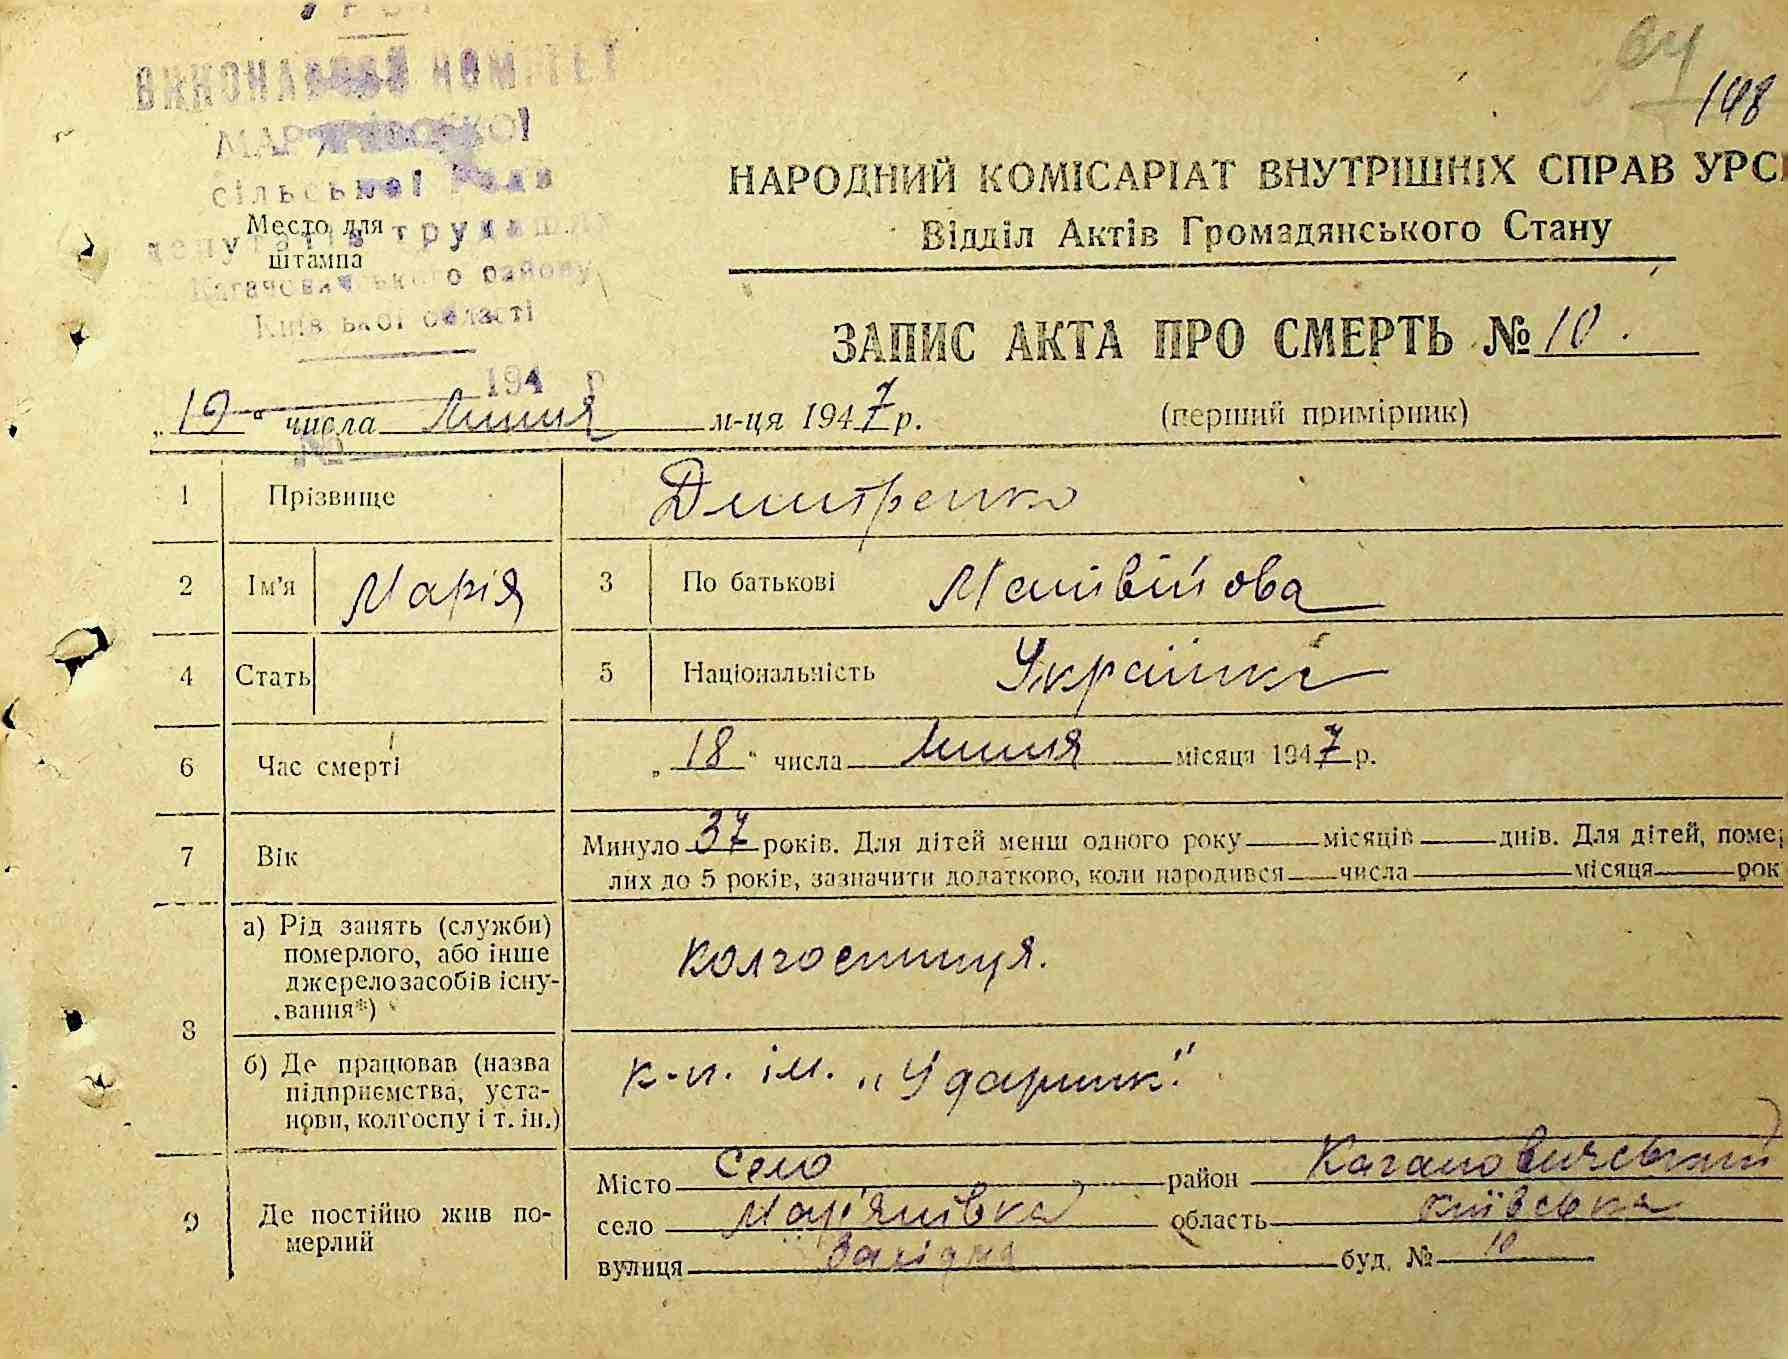 УРСР
ВИКОНАВЧИЙ КОМІТЕТ
МАР'ЯНІВСЬКОЇ
сільської Ради
депутатів трудящих
Кагановицького району
Київської області
194 р
№
Место для
штампа
148
НАРОДНИЙ КОМІСАРІАТ ВНУТРІШНІХ СПРАВ УРС
Відділ Актів Громадянського Стану
ЗАПИС АКТА ПРО СМЕРТЬ № 10.
„19“ числа Липня м-ця 1947 р. (перший примірник)
1 Прізвище Дмитренко
2 Ім'я Марія 3 По батькові Матвійова
4 Стать 5 Національність Українка
6 Час смерті „18“ числа Липня місяця 1947 р.
7 Вік Минуло 37 років. Для дітей менш одного року місяців днів. Для дітей, поме
лих до 5 років, зазначити додатково, коли народився числа місяця рок
8 а) Рід занять (служби) померлого, або інше джерело засобів існування*) колгоспниця.
б) Де працював (назва підприємства, установи, колгоспу і т. ін.) к-п. ім. „Ударник."
9 Де постійно жив померлий
Місто Село район Кагановичський
село Мар'янівка область Київська
вулиця Західна буд. № 10